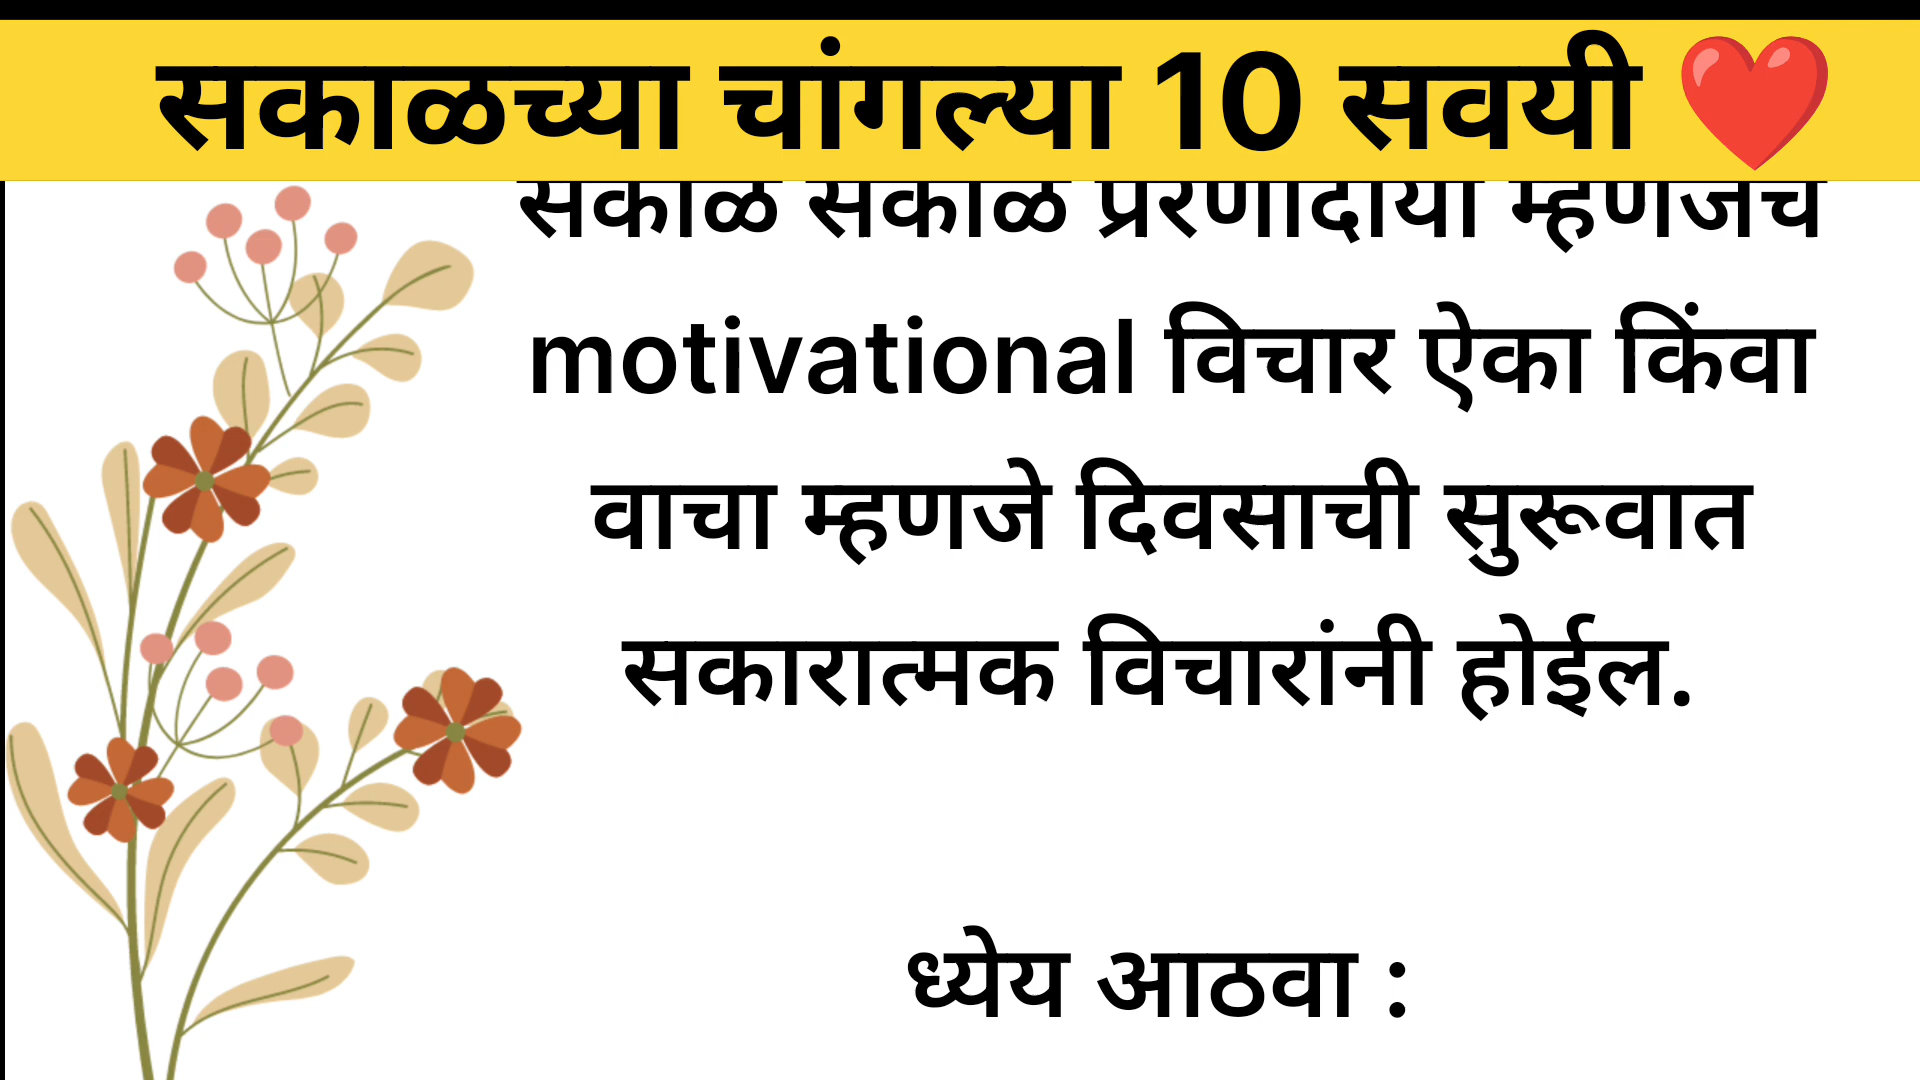 सकाळच्या चांगल्या 10 सवयी ❤️
सकाळ सकाळ प्रेरणादायी म्हणजेच
motivational विचार ऐका किंवा
वाचा म्हणजे दिवसाची सुरूवात
सकारात्मक विचारांनी होईल.
ध्येय आठवा :